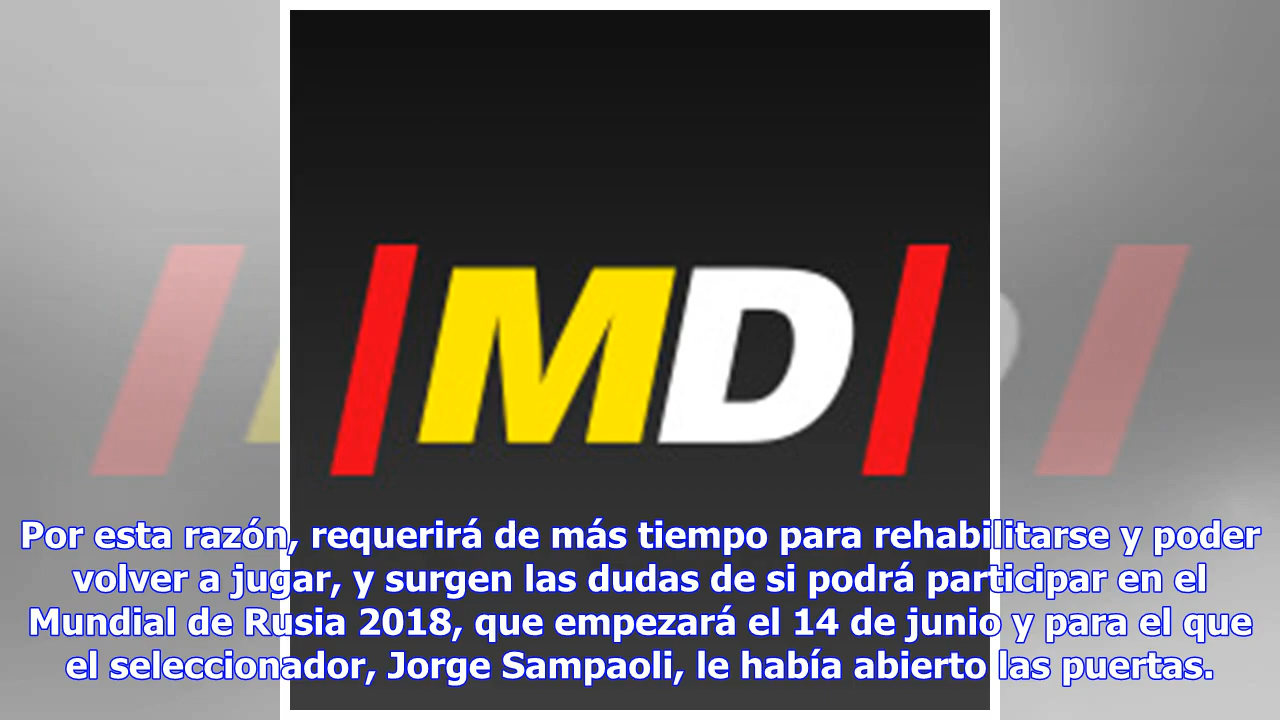 |MD|
Por esta razón, requerirá de más tiempo para rehabilitarse y poder
volver a jugar, y surgen las dudas de si podrá participar en el
Mundial de Rusia 2018, que empezará el 14 de junio y para el que
el seleccionador, Jorge Sampaoli, le había abierto las puertas.